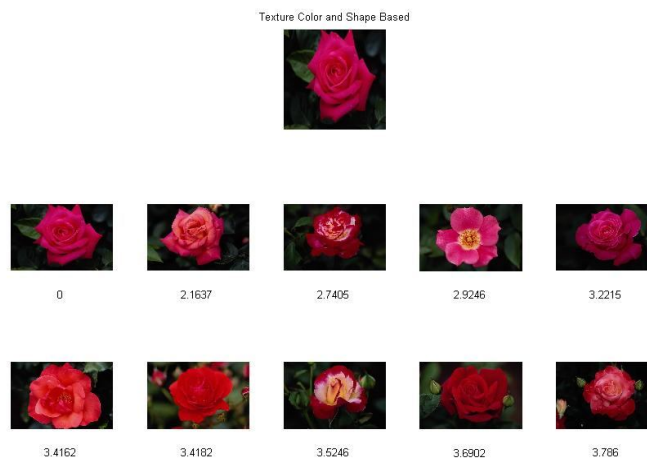 Texture Color and Shape Based
0 2.1637 2.7405 2.9246 3.2215
3.4162 3.4182 3.5246 3.6902 3.786